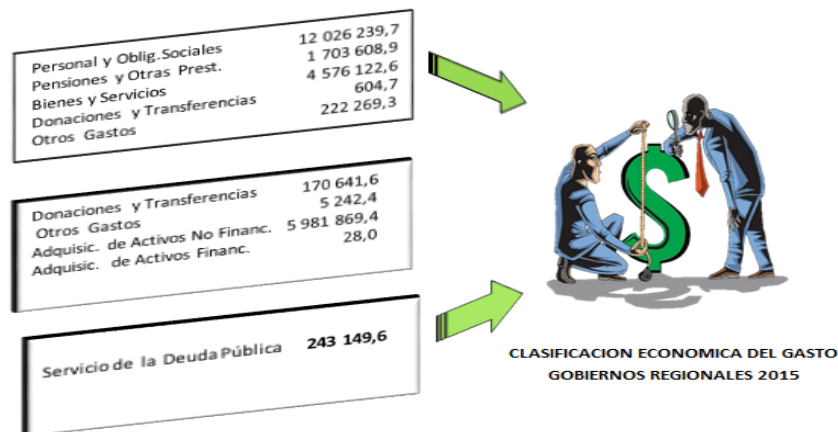 Personal y Oblig.Sociales 12 026 239,7
Pensiones y Otras Prest. 1 703 608,9
Bienes y Servicios 4 576 122,6
Donaciones y Transferencias 604,7
Otros Gastos 222 269,3
Donaciones y Transferencias 170 641,6
Otros Gastos 5 242,4
Adquisic. de Activos No Financ. 5 981 869,4
Adquisic. de Activos Financ. 28,0
Servicio de la Deuda Pública 243 149,6
CLASIFICACION ECONOMICA DEL GASTO
GOBIERNOS REGIONALES 2015